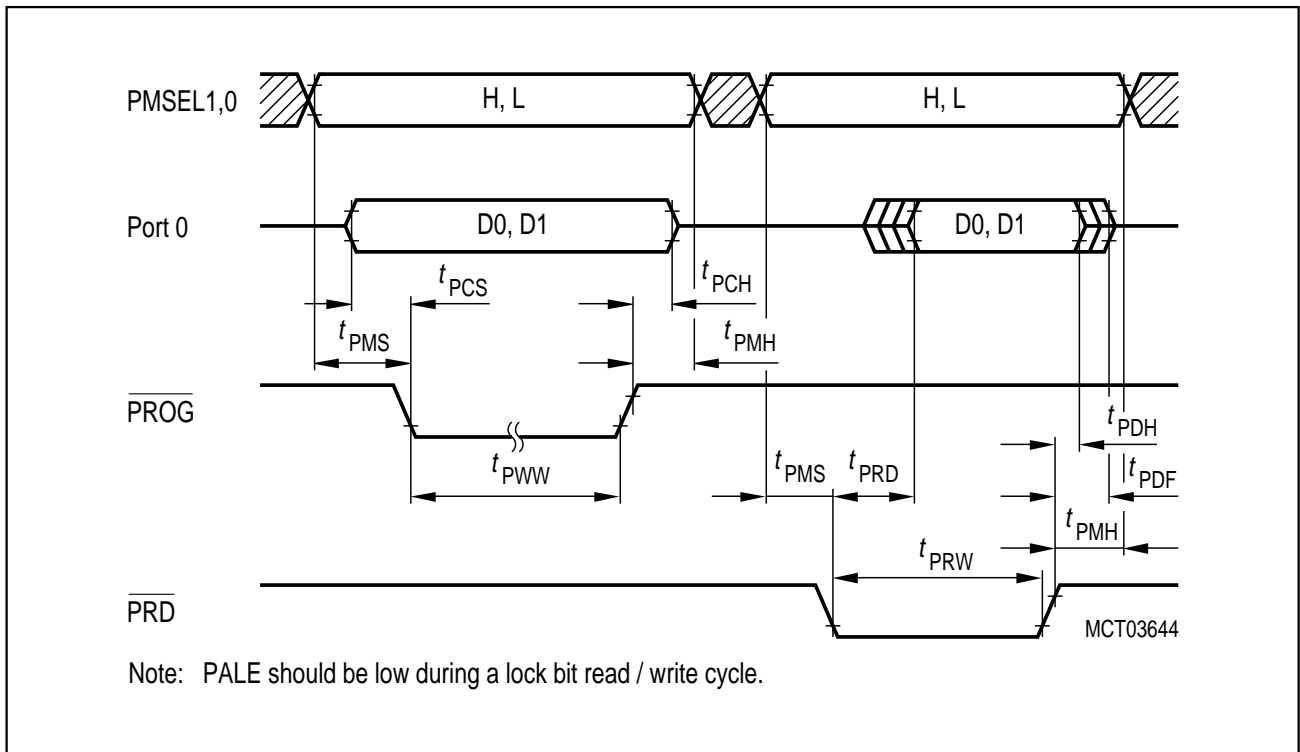 PMSEL1,0
H, L
H, L
Port 0
D0, D1
D0, D1
tPCS
tPCH
tPMS
tPMH
PROG
tPDH
tPWW
tPMS
tPRD
tPDF
tPMH
tPRW
PRD
MCT03644
Note: PALE should be low during a lock bit read / write cycle.